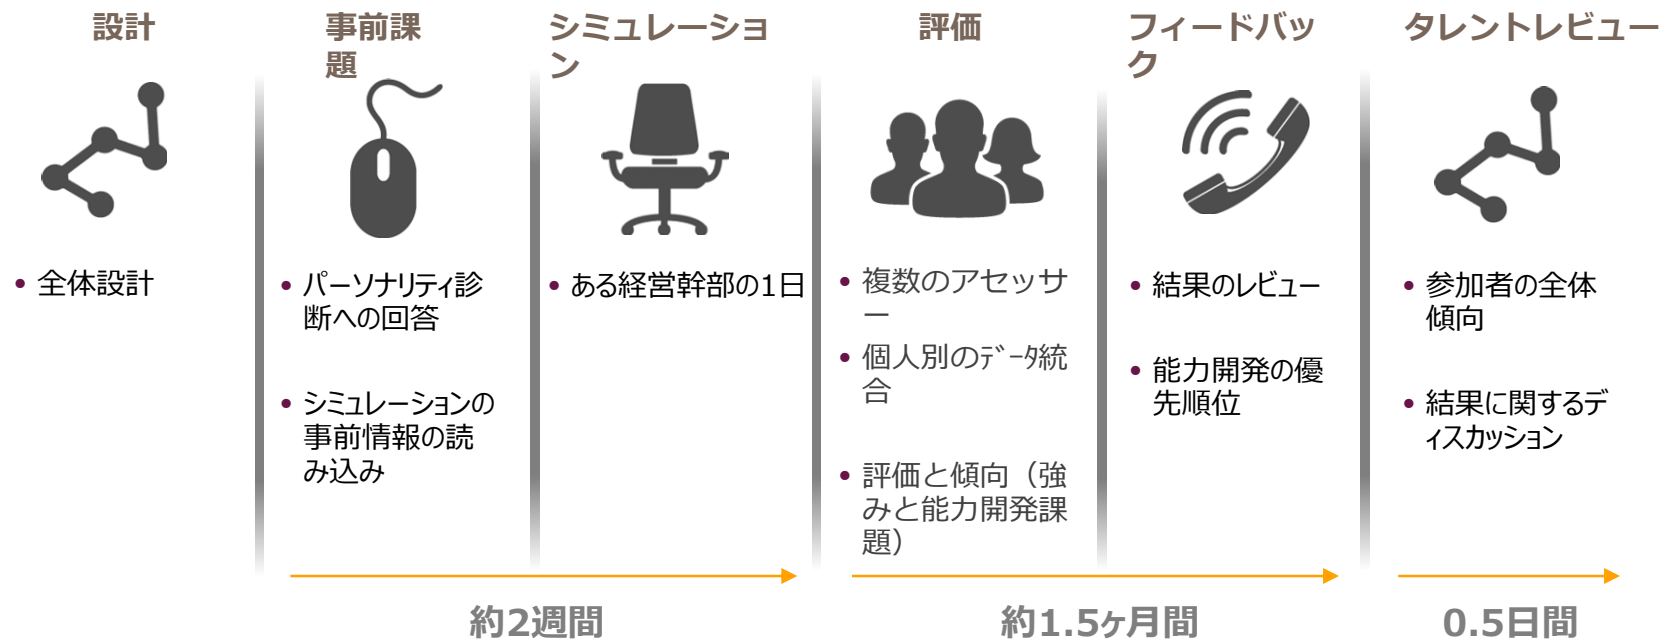 設計
事前課
題
シミュレーショ
ン
評価
フィードバッ
ク
タレントレビュー
• 全体設計
• パーソナリティ診
断への回答
• シミュレーションの
事前情報の読
み込み
• ある経営幹部の1日
• 複数のアセッサ
ー
• 個人別のﾃﾞｰﾀ統
合
• 評価と傾向（強
みと能力開発課
題）
• 結果のレビュー
• 能力開発の優
先順位
• 参加者の全体
傾向
• 結果に関するデ
ィスカッション
約2週間
約1.5ヶ月間
0.5日間